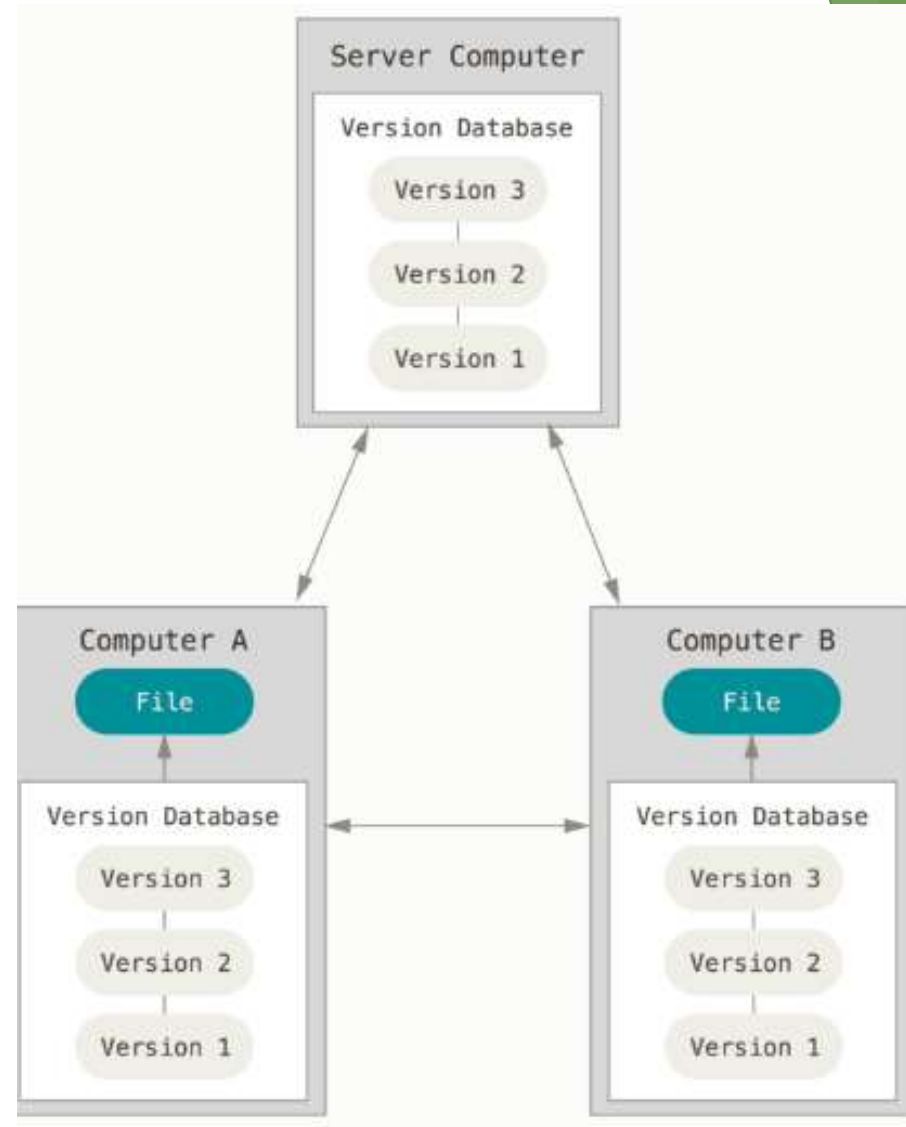 Server Computer
Version Database
Version 3
Version 2
Version 1
Computer A
File
Version Database
Version 3
Version 2
Version 1
Computer B
File
Version Database
Version 3
Version 2
Version 1